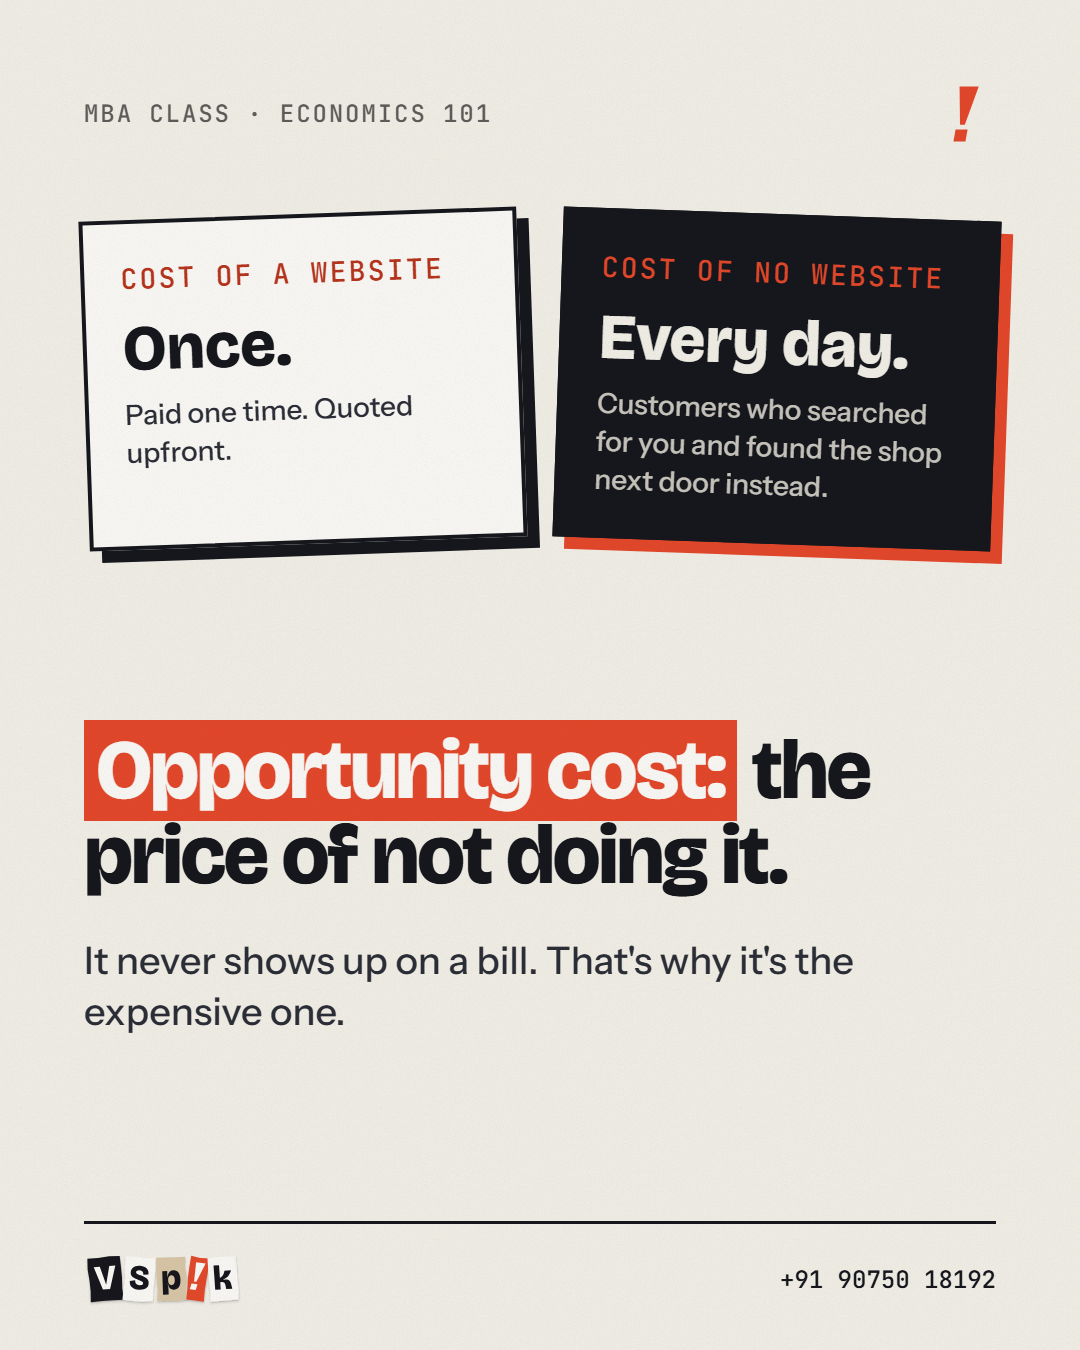 MBA CLASS · ECONOMICS 101
!
COST OF A WEBSITE
Once.
Paid one time. Quoted
upfront.
COST OF NO WEBSITE
Every day.
Customers who searched
for you and found the shop
next door instead.
Opportunity cost: the
price of not doing it.
It never shows up on a bill. That's why it's the
expensive one.
VSp!k
+91 90750 18192